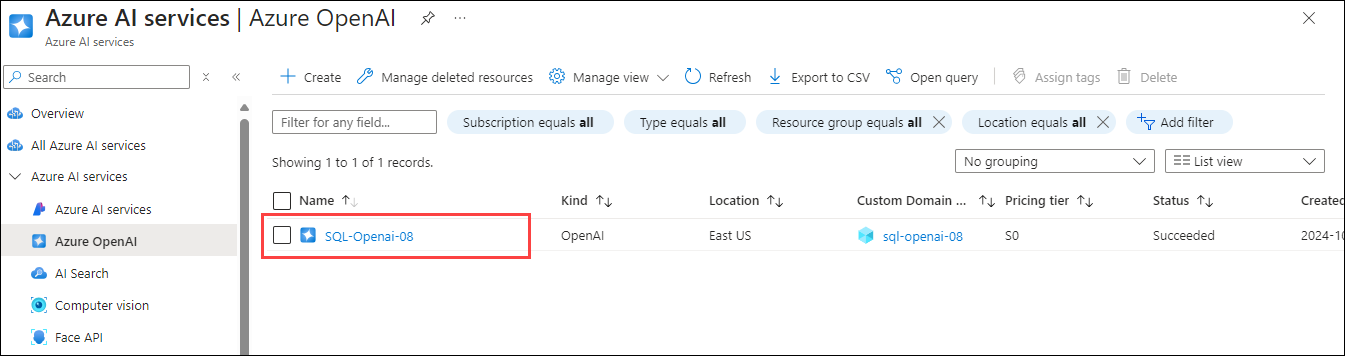 Azure AI services | Azure OpenAI
Azure AI services
Search
Create Manage deleted resources Manage view Refresh Export to CSV Open query Assign tags Delete
Overview
All Azure AI services
Azure AI services
Azure AI services
Azure OpenAI
AI Search
Computer vision
Face API
Filter for any field... Subscription equals all Type equals all Resource group equals all Location equals all Add filter
Showing 1 to 1 of 1 records. No grouping List view
Name Kind Location Custom Domain ... Pricing tier Status Created
SQL-Openai-08 OpenAI East US sql-openai-08 S0 Succeeded 2024-10